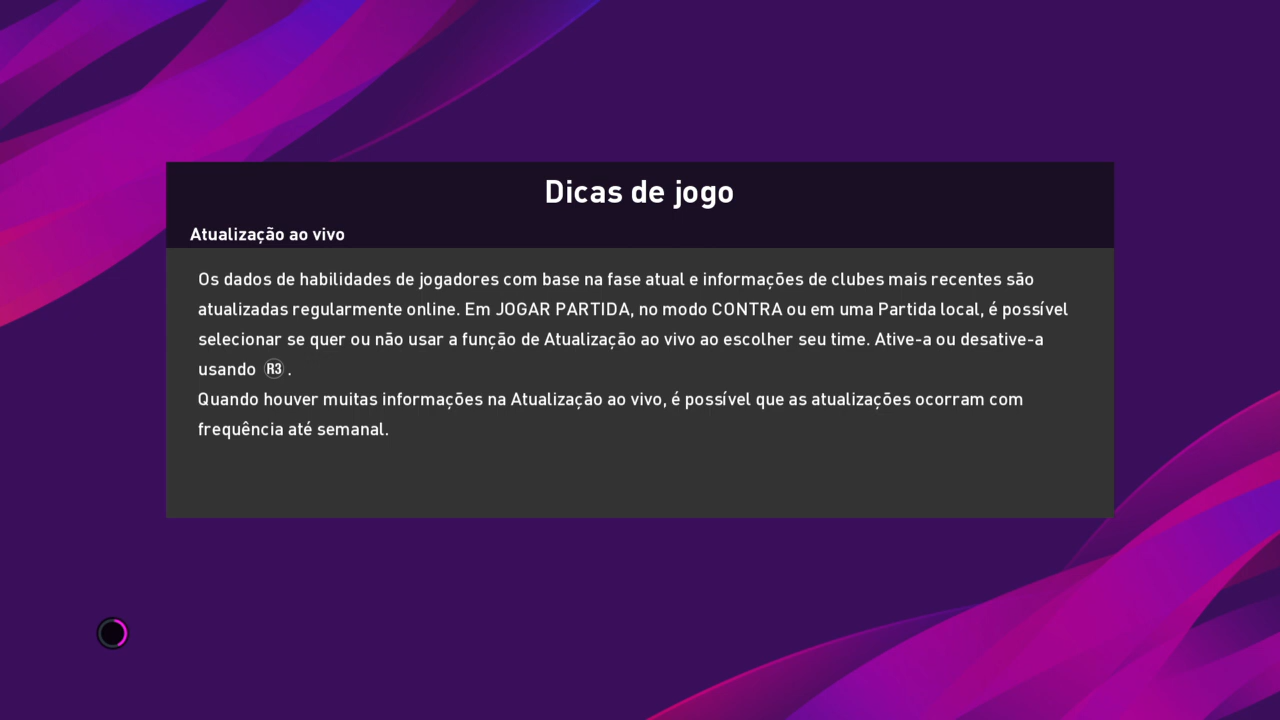 Dicas de jogo
Atualização ao vivo
Os dados de habilidades de jogadores com base na fase atual e informações de clubes mais recentes são
atualizadas regularmente online. Em JOGAR PARTIDA, no modo CONTRA ou em uma Partida local, é possível
selecionar se quer ou não usar a função de Atualização ao vivo ao escolher seu time. Ative-a ou desative-a
usando R3.
Quando houver muitas informações na Atualização ao vivo, é possível que as atualizações ocorram com
frequência até semanal.